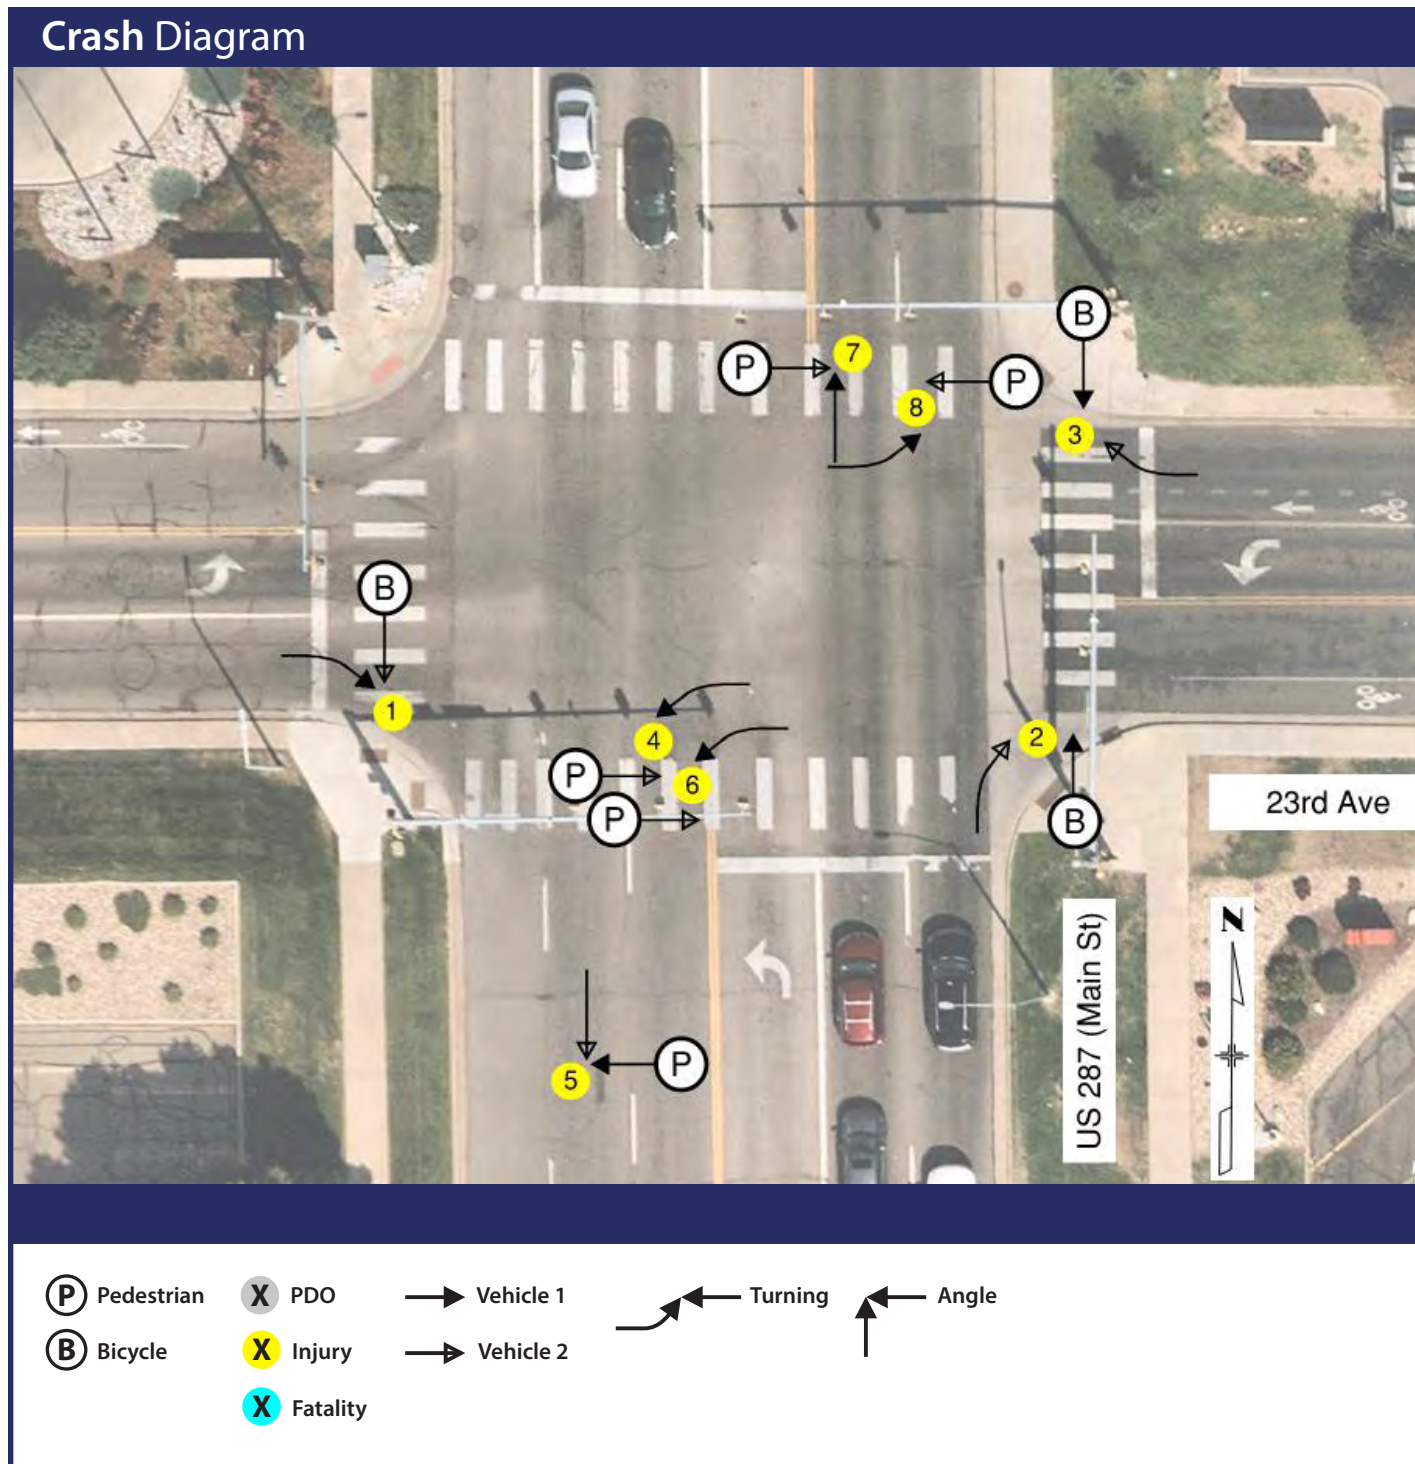 Crash Diagram
B
P
7
P
8
3
B
1
4
2
P
6
P
B
23rd Ave
US 287 (Main St)
N
5
P
P Pedestrian
X PDO
Vehicle 1
Turning
Angle
B Bicycle
X Injury
Vehicle 2
X Fatality